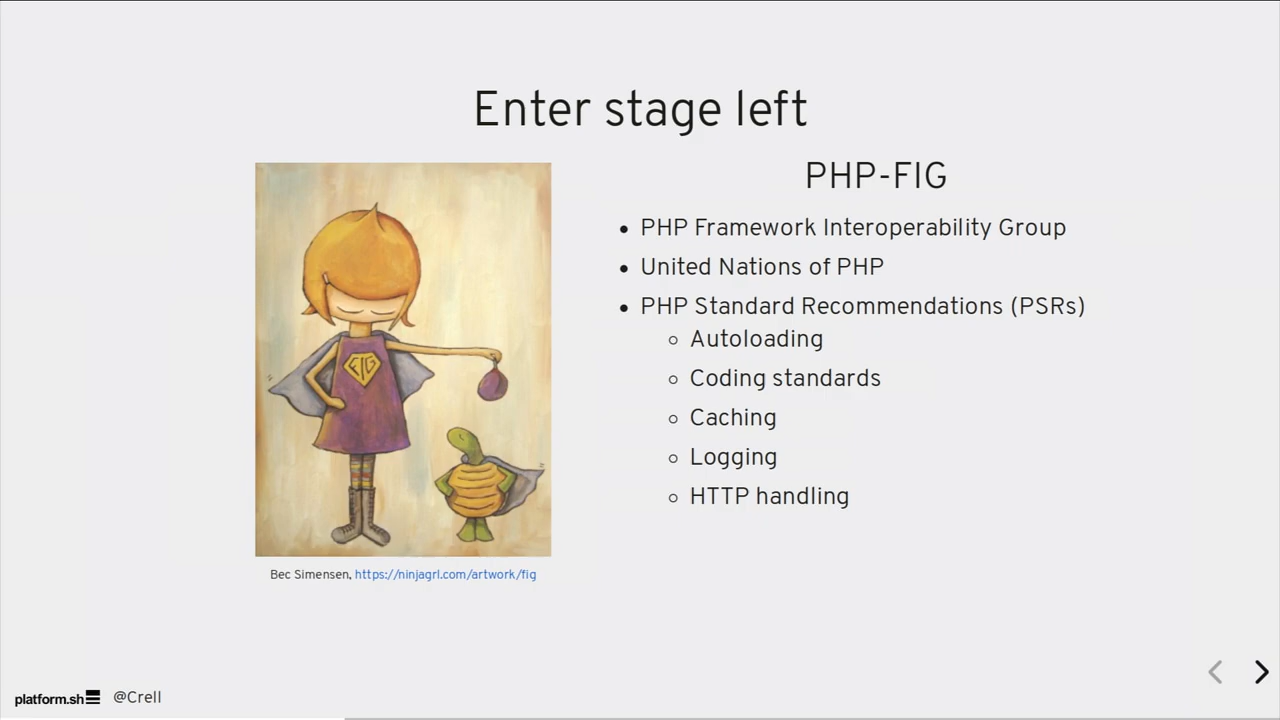 Enter stage left
PHP-FIG
PHP Framework Interoperability Group
United Nations of PHP
PHP Standard Recommendations (PSRs)
Autoloading
Coding standards
Caching
Logging
HTTP handling
FIG
Bec Simensen, https://ninjagrl.com/artwork/fig
platform.sh @Crell